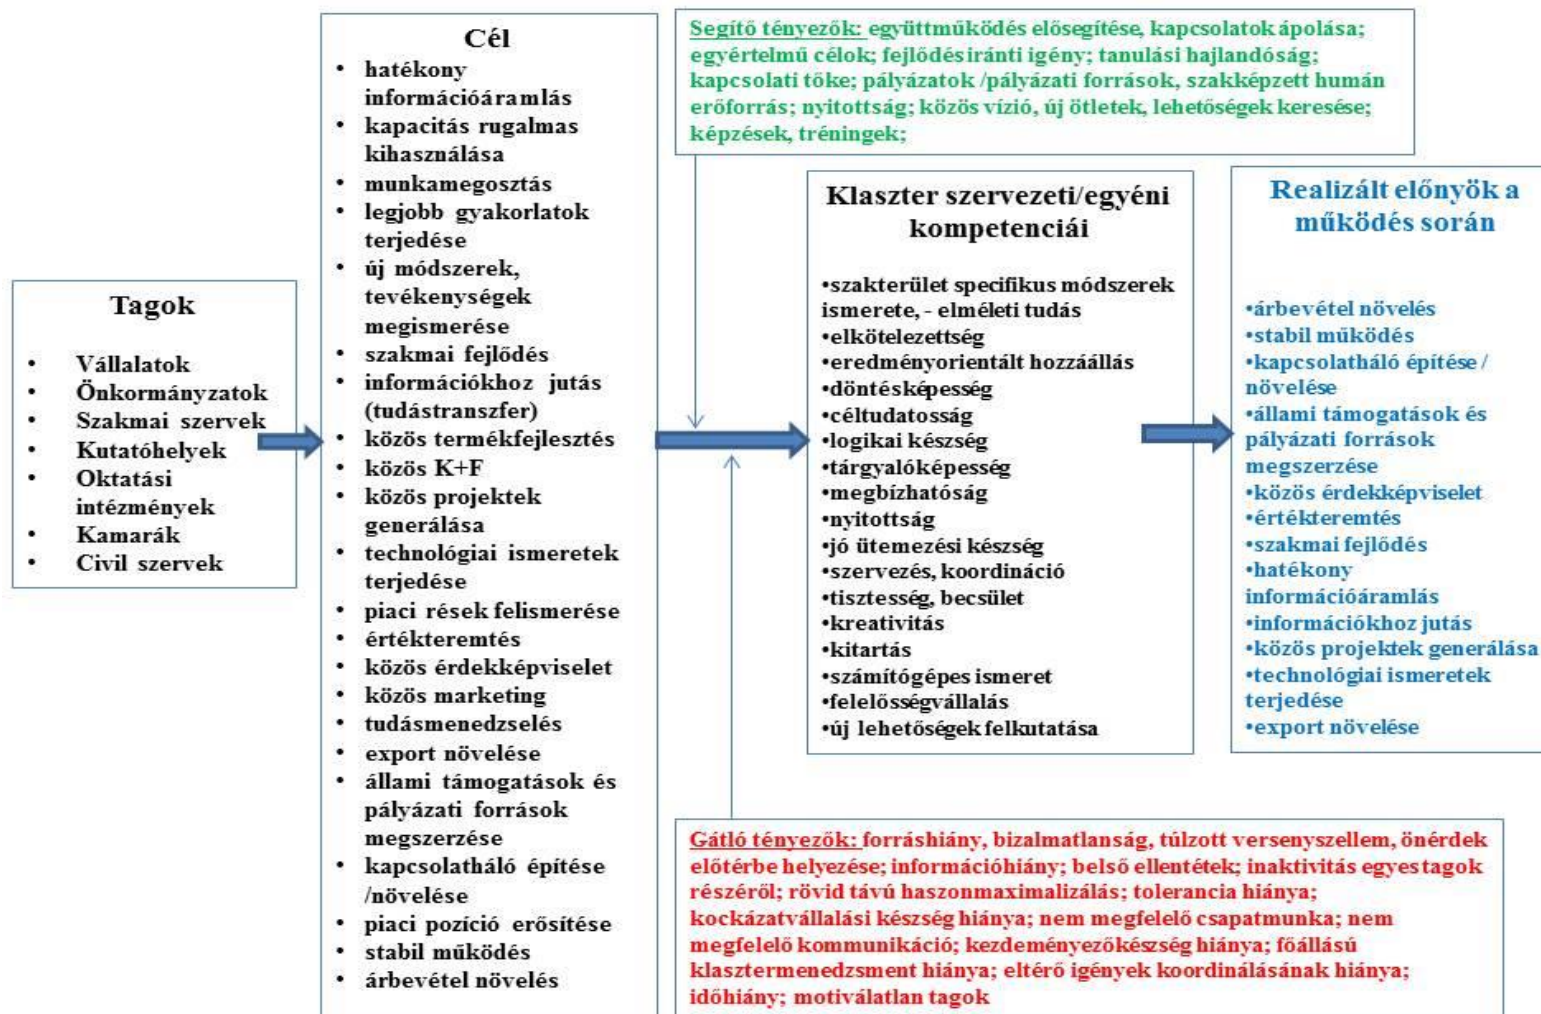 Tagok
• Vállalatok
• Önkormányzatok
• Szakmai szervek
• Kutatóhelyek
• Oktatási
intézmények
• Kamarák
• Civil szervek
Cél
• hatékony
információáramlás
• kapacitás rugalmas
kihasználása
• munkamegosztás
• legjobb gyakorlatok
terjedése
• új módszerek,
tevékenységek
megismerése
• szakmai fejlődés
• információkhoz jutás
(tudástranszfer)
• közös termékfejlesztés
• közös K+F
• közös projektek
generálása
• technológiai ismeretek
terjedése
• piaci rések felismerése
• értékteremtés
• közös érdekképviselet
• közös marketing
• tudásmenedzselés
• export növelése
• állami támogatások és
pályázati források
megszerzése
• kapcsolatháló építése
/növelése
• piaci pozíció erősítése
• stabil működés
• árbevétel növelés
Segítő tényezők: együttműködés elősegítése, kapcsolatok ápolása;
egyértelmű célok; fejlődésiránti igény; tanulási hajlandóság;
kapcsolati tőke; pályázatok /pályázati források, szakképzett humán
erőforrás; nyitottság; közös vízió, új ötletek, lehetőségek keresése;
képzések, tréningek;
Klaszter szervezeti/egyéni
kompetenciái
•szakterület specifikus módszerek
ismerete, - elméleti tudás
•elkötelezettség
•eredményorientált hozzáállás
•döntésképesség
•céltudatosság
•logikai készség
•tárgyalóképesség
•megbízhatóság
•nyitottság
•jó ütemezési készség
•szervezés, koordináció
•tisztesség, becsület
•kreativitás
•kitartás
•számítógépes ismeret
•felelősségvállalás
•új lehetőségek felkutatása
Realizált előnyök a
működés során
•árbevétel növelés
•stabil működés
•kapcsolatháló építése /
növelése
•állami támogatások és
pályázati források
megszerzése
•közös érdekképviselet
•értékteremtés
•szakmai fejlődés
•hatékony
információáramlás
•információkhoz jutás
•közös projektek generálása
•technológiai ismeretek
terjedése
•export növelése
Gátló tényezők: forráshiány, bizalmatlanság, túlzott versenyszellem, önérdek
előtérbe helyezése; információhiány; belső ellentétek; inaktivitás egyes tagok
részéről; rövid távú haszonmaximalizálás; tolerancia hiánya;
kockázatvállalási készség hiánya; nem megfelelő csapatmunka; nem
megfelelő kommunikáció; kezdeményezőkészség hiánya; főállású
klasztermenedzsment hiánya; eltérő igények koordinálásának hiánya;
időhiány; motiválatlan tagok